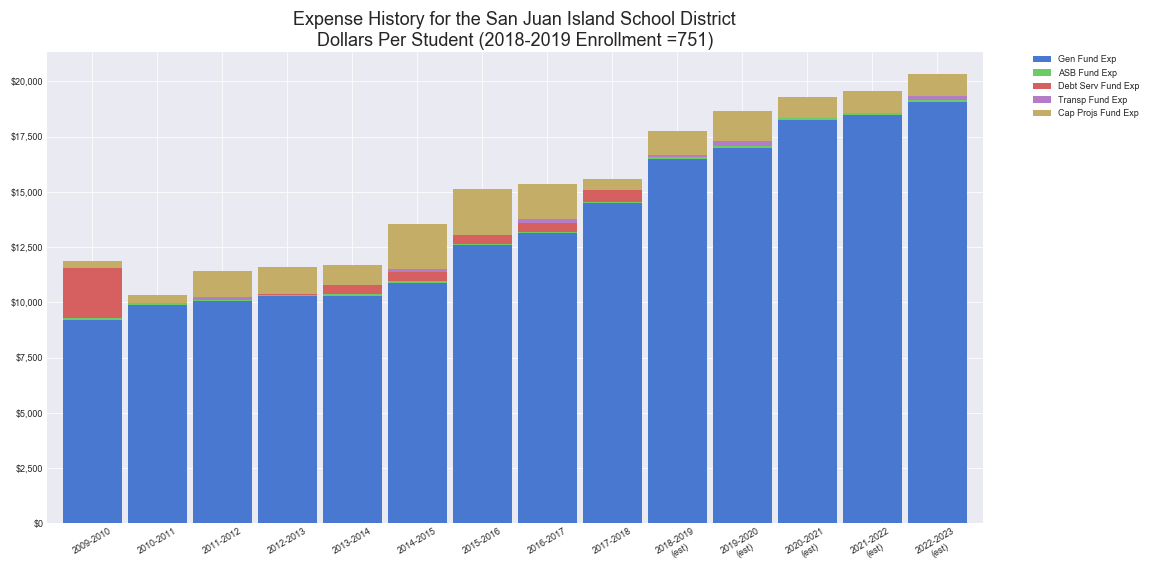 Expense History for the San Juan Island School District
Dollars Per Student (2018-2019 Enrollment =751)
Gen Fund Exp
ASB Fund Exp
Debt Serv Fund Exp
Transp Fund Exp
Cap Projs Fund Exp
$20,000
$17,500
$15,000
$12,500
$10,000
$7,500
$5,000
$2,500
$0
2009-2010
2010-2011
2011-2012
2012-2013
2013-2014
2014-2015
2015-2016
2016-2017
2017-2018
2018-2019
(est)
2019-2020
(est)
2020-2021
(est)
2021-2022
(est)
2022-2023
(est)